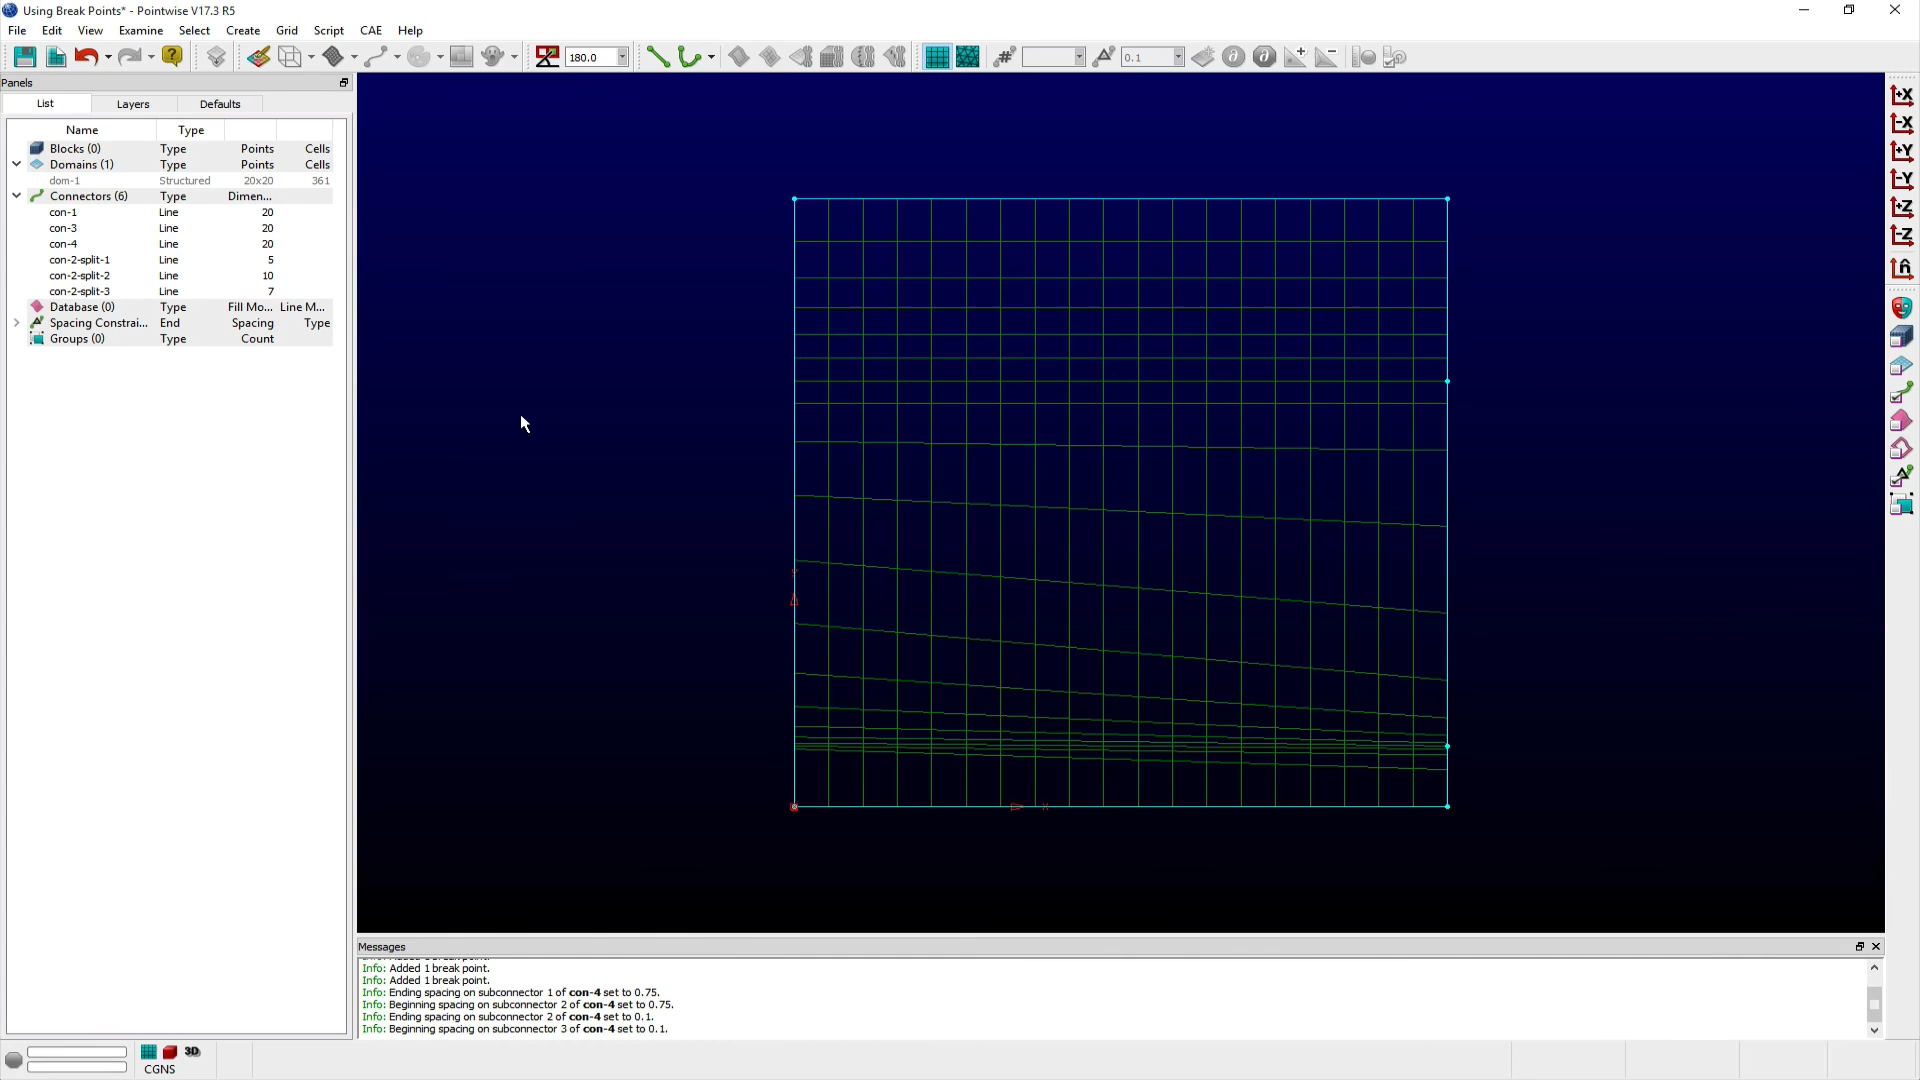 Using Break Points* - Pointwise V17.3 R5
File Edit View Examine Select Create Grid Script CAE Help
180.0 0.1
Panels
List Layers Defaults
Name Type
Blocks (0) Type Points Cells
Domains (1) Type Points Cells
dom-1 Structured 20x20 361
Connectors (6) Type Dimen...
con-1 Line 20
con-3 Line 20
con-4 Line 20
con-2-split-1 Line 5
con-2-split-2 Line 10
con-2-split-3 Line 7
Database (0) Type Fill Mo... Line M...
Spacing Constrai... End Spacing Type
Groups (0) Type Count
+X
-X
+Y
-Y
+Z
-Z
n̂
Y
X
Messages
Info: Added 1 break point.
Info: Added 1 break point.
Info: Ending spacing on subconnector 1 of con-4 set to 0.75.
Info: Beginning spacing on subconnector 2 of con-4 set to 0.75.
Info: Ending spacing on subconnector 2 of con-4 set to 0.1.
Info: Beginning spacing on subconnector 3 of con-4 set to 0.1.
3D
CGNS